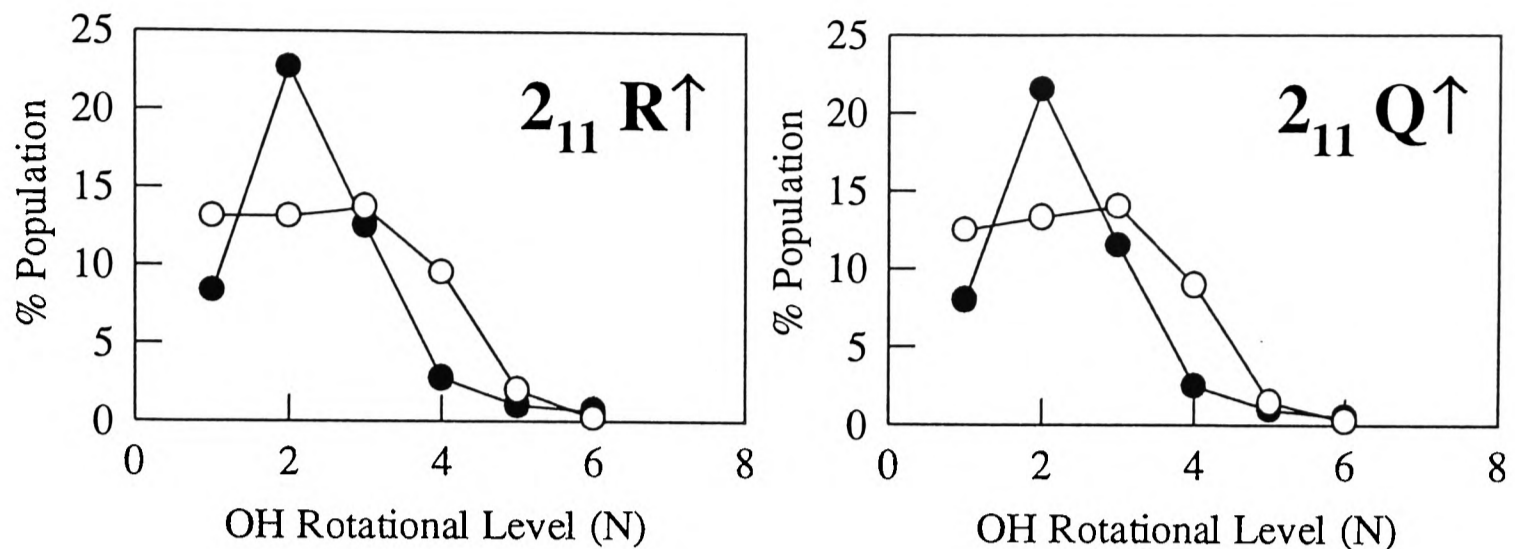 25
20
15
10
5
0
% Population
2₁₁ R↑
0 2 4 6 8
OH Rotational Level (N)
25
20
15
10
5
0
% Population
2₁₁ Q↑
0 2 4 6 8
OH Rotational Level (N)